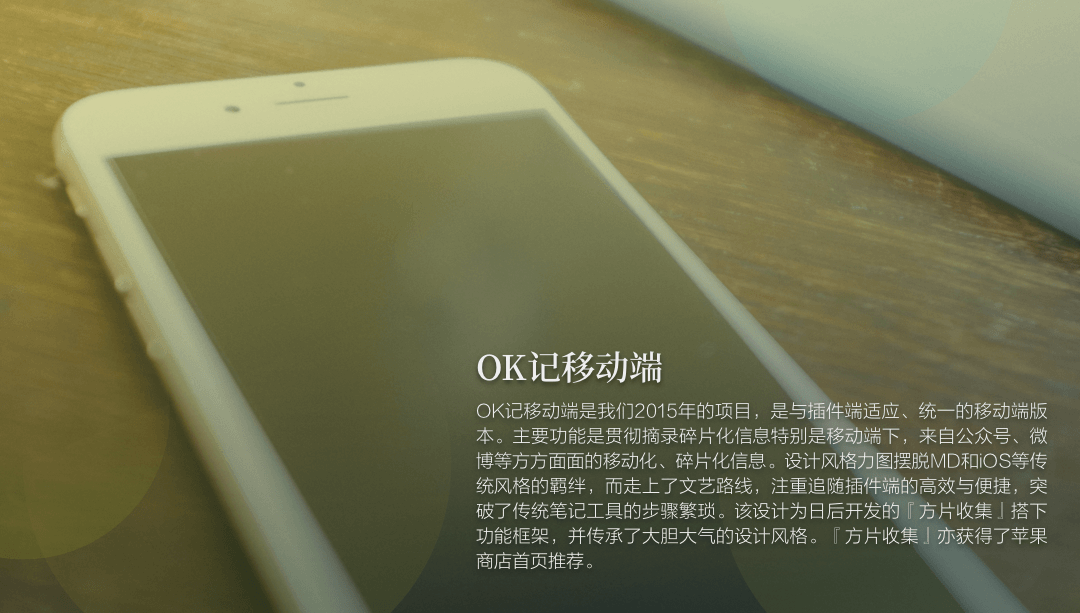 OK记移动端
OK记移动端是我们2015年的项目，是与插件端适应、统一的移动端版
本。主要功能是贯彻摘录碎片化信息特别是移动端下，来自公众号、微
博等方方面面的移动化、碎片化信息。设计风格力图摆脱MD和iOS等传
统风格的羁绊，而走上了文艺路线，注重追随插件端的高效与便捷，突
破了传统笔记工具的步骤繁琐。该设计为日后开发的『方片收集』搭下
功能框架，并传承了大胆大气的设计风格。『方片收集』亦获得了苹果
商店首页推荐。